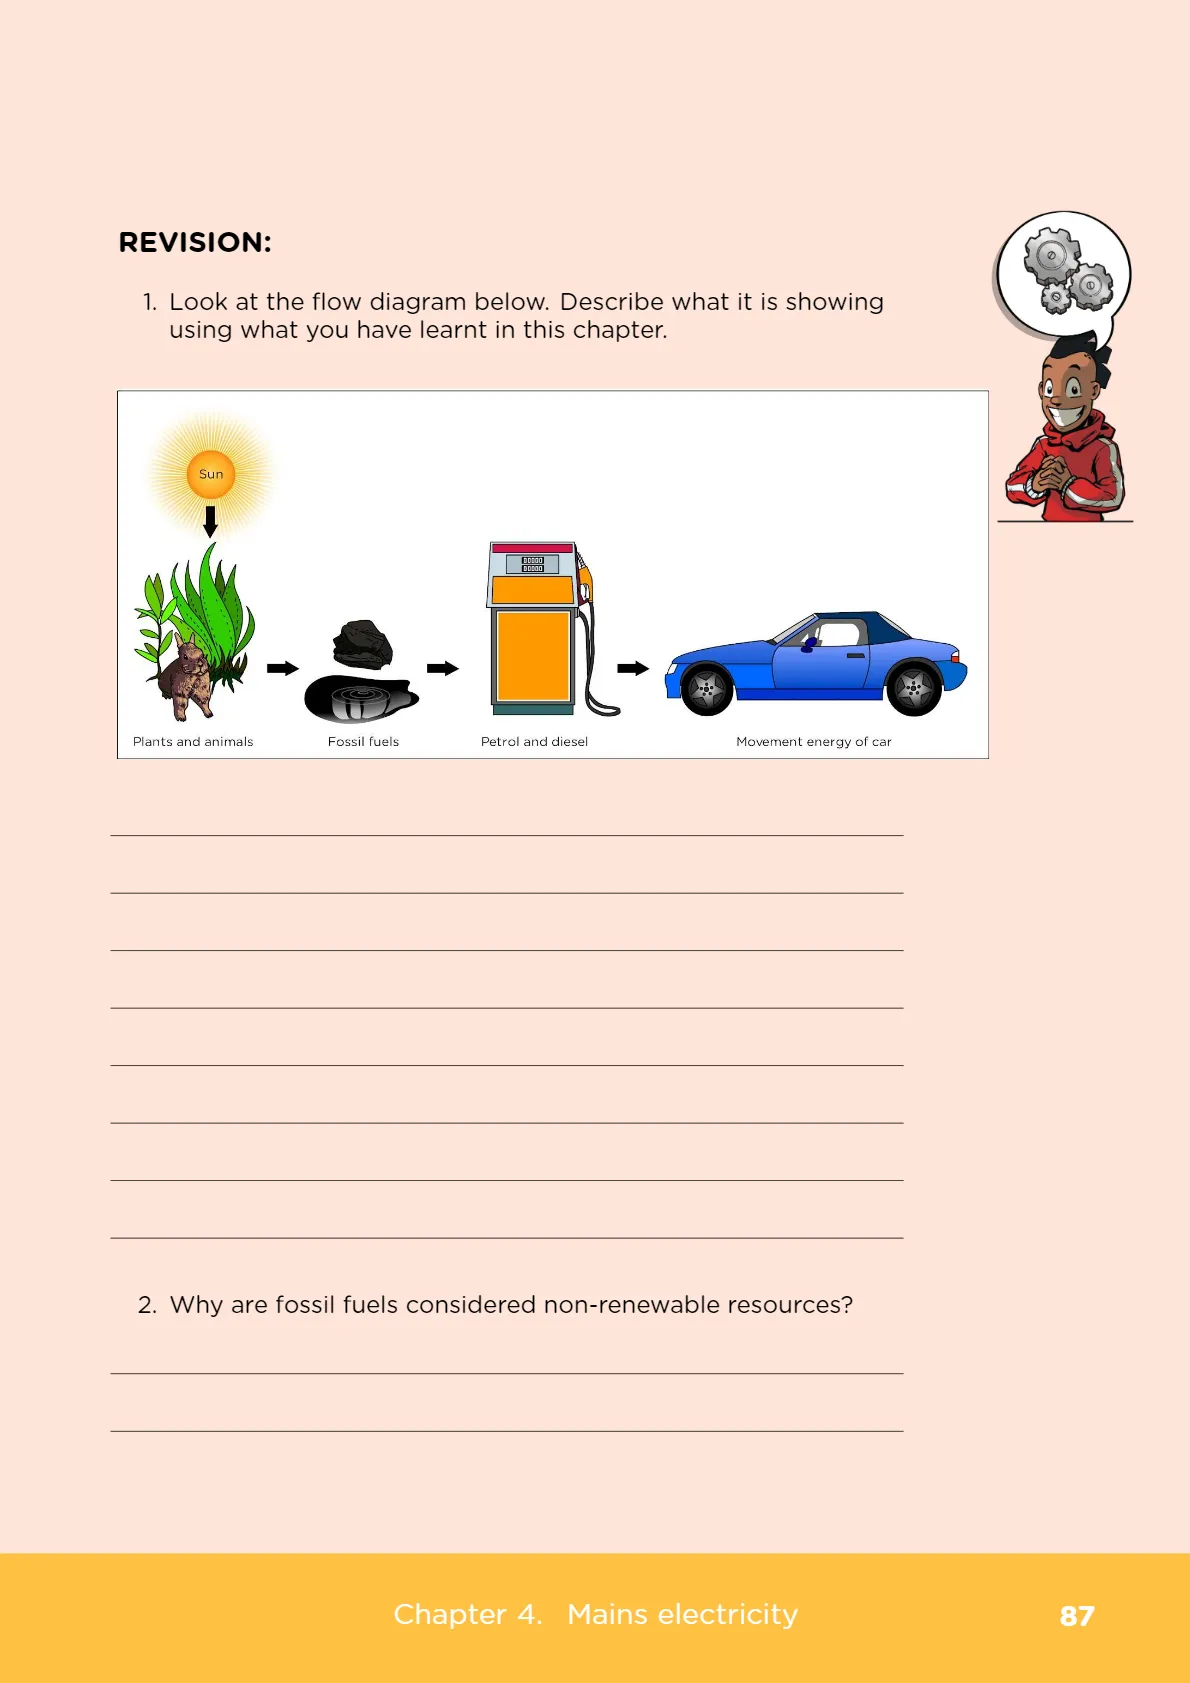 REVISION:
1. Look at the flow diagram below. Describe what it is showing
using what you have learnt in this chapter.
Sun
Plants and animals
Fossil fuels
Petrol and diesel
Movement energy of car
2. Why are fossil fuels considered non-renewable resources?
Chapter 4. Mains electricity
87